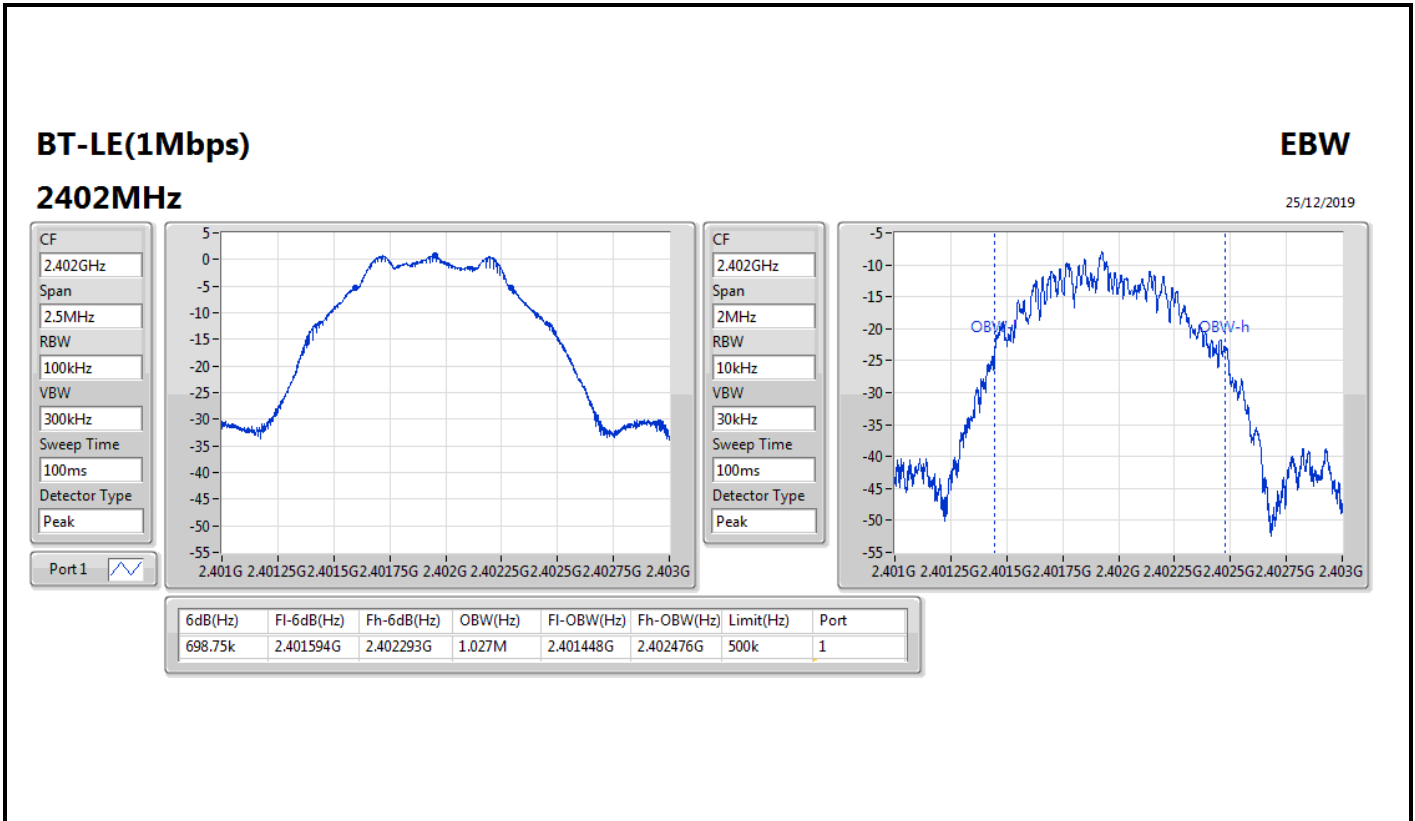 BT-LE(1Mbps)
EBW
2402MHz
25/12/2019
CF
2.402GHz
Span
2.5MHz
RBW
100kHz
VBW
300kHz
Sweep Time
100ms
Detector Type
Peak
Port 1
5
0
-5
-10
-15
-20
-25
-30
-35
-40
-45
-50
-55
2.401G 2.40125G 2.4015G 2.40175G 2.402G 2.40225G 2.4025G 2.40275G 2.403G
CF
2.402GHz
Span
2MHz
RBW
10kHz
VBW
30kHz
Sweep Time
100ms
Detector Type
Peak
-5
-10
-15
-20
-25
-30
-35
-40
-45
-50
-55
OBW-h
2.401G 2.40125G 2.4015G 2.40175G 2.402G 2.40225G 2.4025G 2.40275G 2.403G
6dB(Hz) Fl-6dB(Hz) Fh-6dB(Hz) OBW(Hz) Fl-OBW(Hz) Fh-OBW(Hz) Limit(Hz) Port
698.75k 2.401594G 2.402293G 1.027M 2.401448G 2.402476G 500k 1